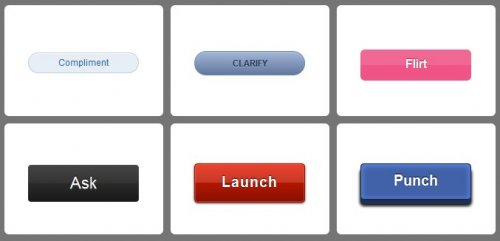 Compliment
CLARIFY
Flirt
Ask
Launch
Punch